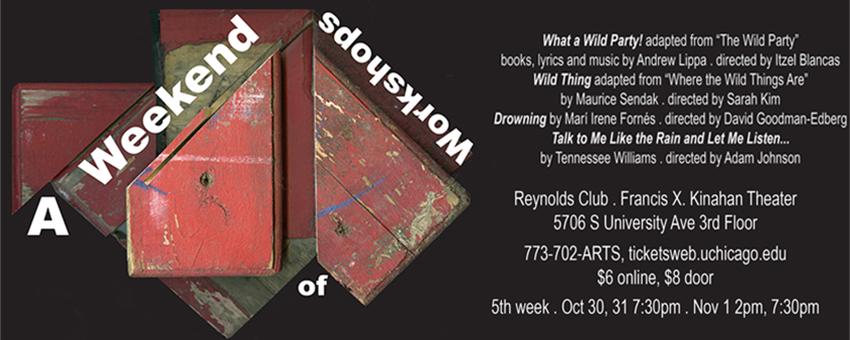 A
Weekend
of
Workshops
What a Wild Party! adapted from “The Wild Party”
books, lyrics and music by Andrew Lippa . directed by Itzel Blancas
Wild Thing adapted from “Where the Wild Things Are”
by Maurice Sendak . directed by Sarah Kim
Drowning by Marí Irene Fornés . directed by David Goodman-Edberg
Talk to Me Like the Rain and Let Me Listen...
by Tennessee Williams . directed by Adam Johnson
Reynolds Club . Francis X. Kinahan Theater
5706 S University Ave 3rd Floor
773-702-ARTS, ticketsweb.uchicago.edu
$6 online, $8 door
5th week . Oct 30, 31 7:30pm . Nov 1 2pm, 7:30pm